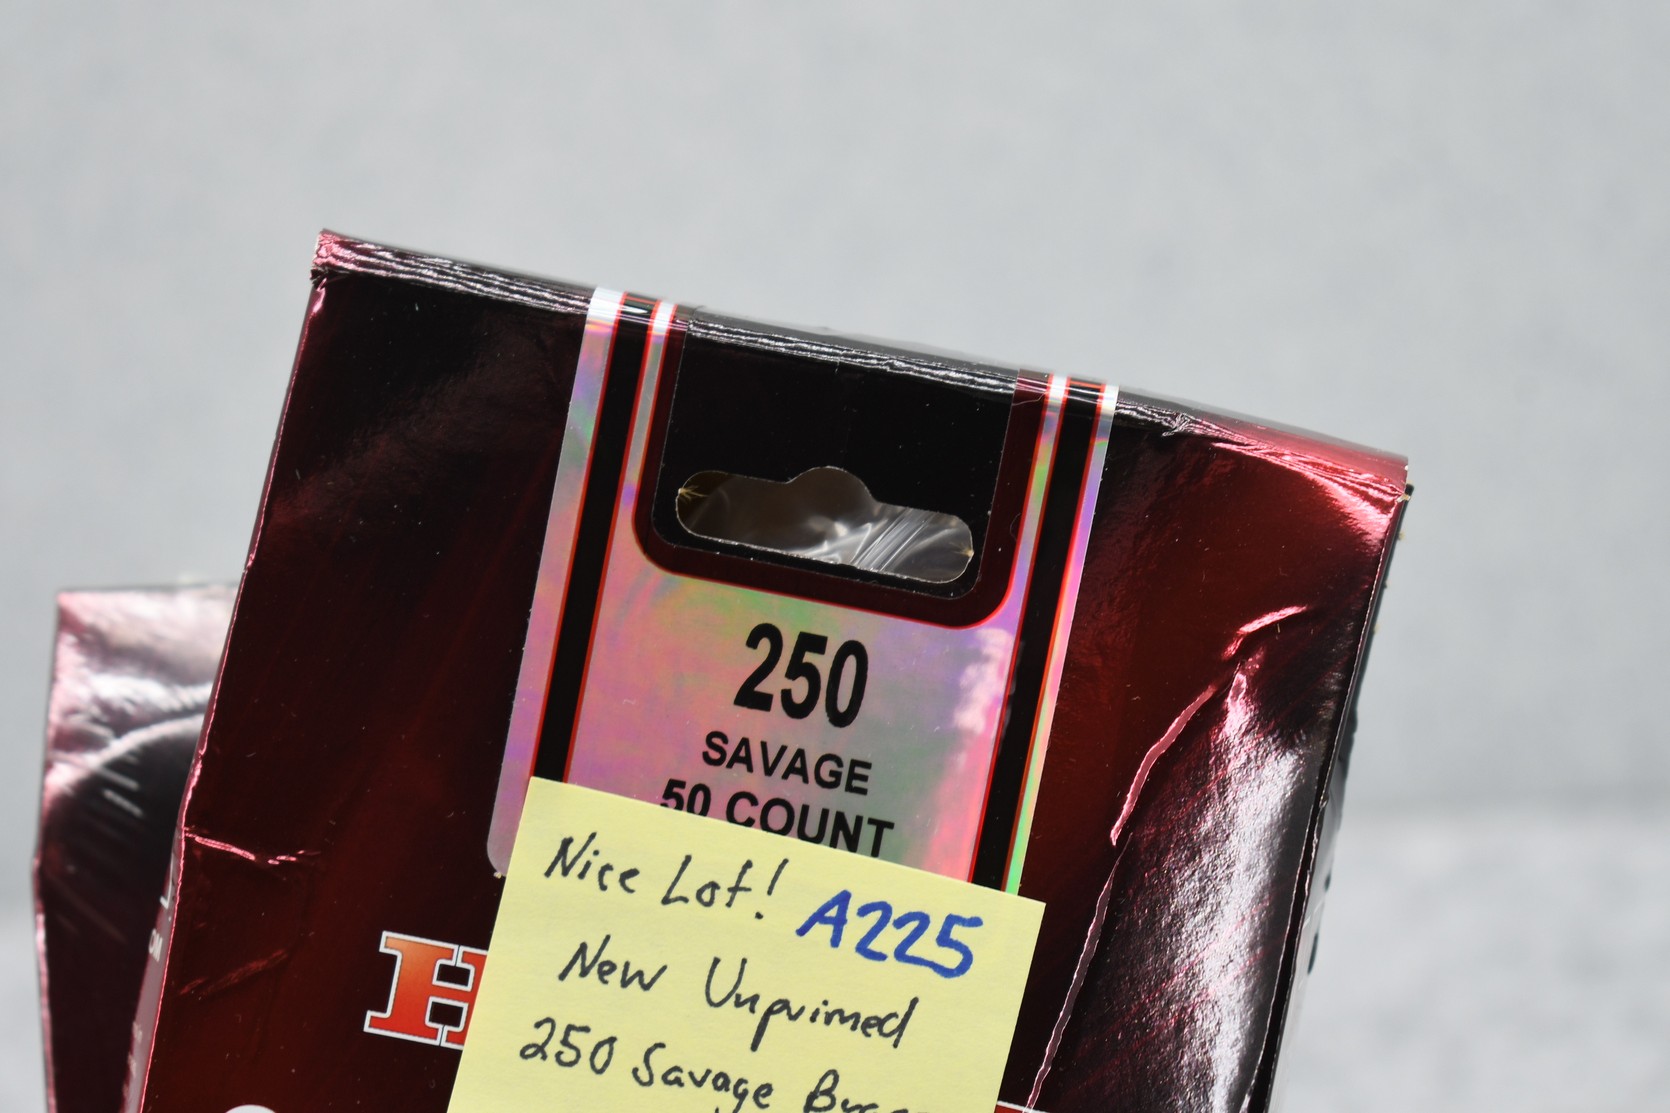 250
SAVAGE
50 COUNT
Nice Lot! A225
New Unprimed
250 Savage
H